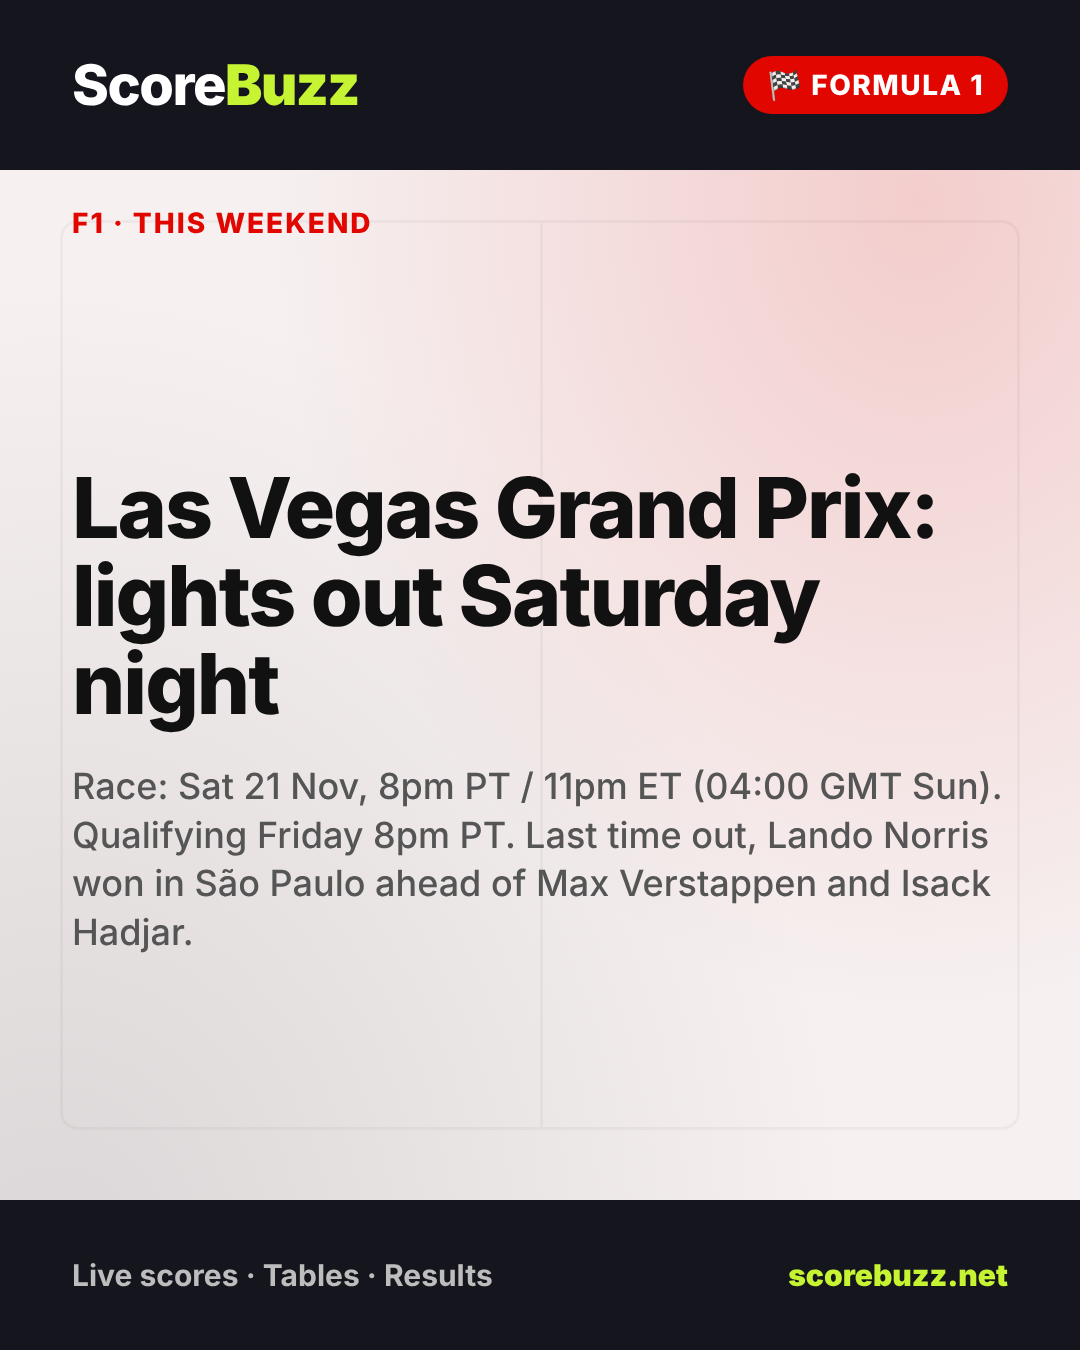 ScoreBuzz
🏁 FORMULA 1
F1 · THIS WEEKEND
Las Vegas Grand Prix:
lights out Saturday
night
Race: Sat 21 Nov, 8pm PT / 11pm ET (04:00 GMT Sun).
Qualifying Friday 8pm PT. Last time out, Lando Norris
won in São Paulo ahead of Max Verstappen and Isack
Hadjar.
Live scores · Tables · Results
scorebuzz.net